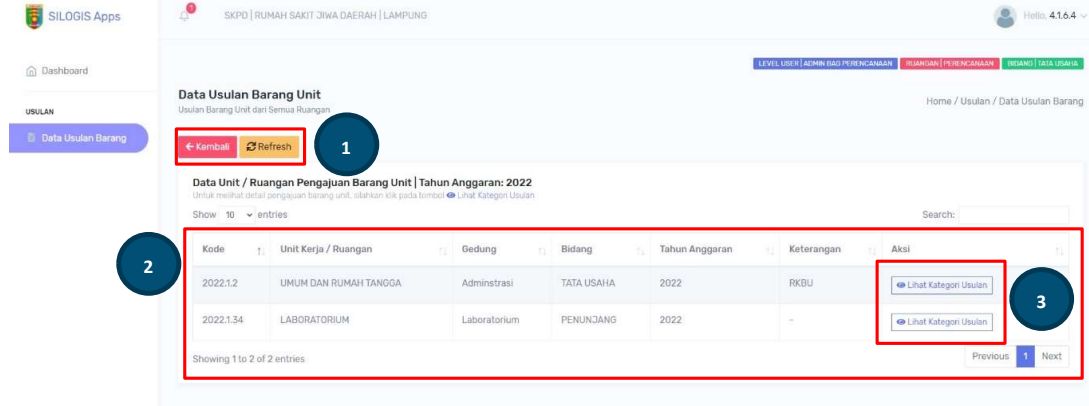 SILOGIS Apps
SKPD | RUMAH SAKIT JIWA DAERAH | LAMPUNG
Hello, 4.1.6.4
Dashboard
LEVEL USER | ADMIN BAG PERENCANAAN RUANGAN | PERENCANAAN BIDANG | TATA USAHA
USULAN
Data Usulan Barang
Data Usulan Barang Unit
Usulan Barang Unit dari Semua Ruangan
Home / Usulan / Data Usulan Barang
Kembali Refresh
1
Data Unit / Ruangan Pengajuan Barang Unit | Tahun Anggaran: 2022
Untuk melihat detail pengajuan barang unit, silahkan klik pada tombol Lihat Kategori Usulan
Show 10 entries
Search:
2
Kode Unit Kerja / Ruangan Gedung Bidang Tahun Anggaran Keterangan Aksi
2022.1.2 UMUM DAN RUMAH TANGGA Adminstrasi TATA USAHA 2022 RKBU Lihat Kategori Usulan
3
2022.1.34 LABORATORIUM Laboratorium PENUNJANG 2022 - Lihat Kategori Usulan
Showing 1 to 2 of 2 entries
Previous 1 Next